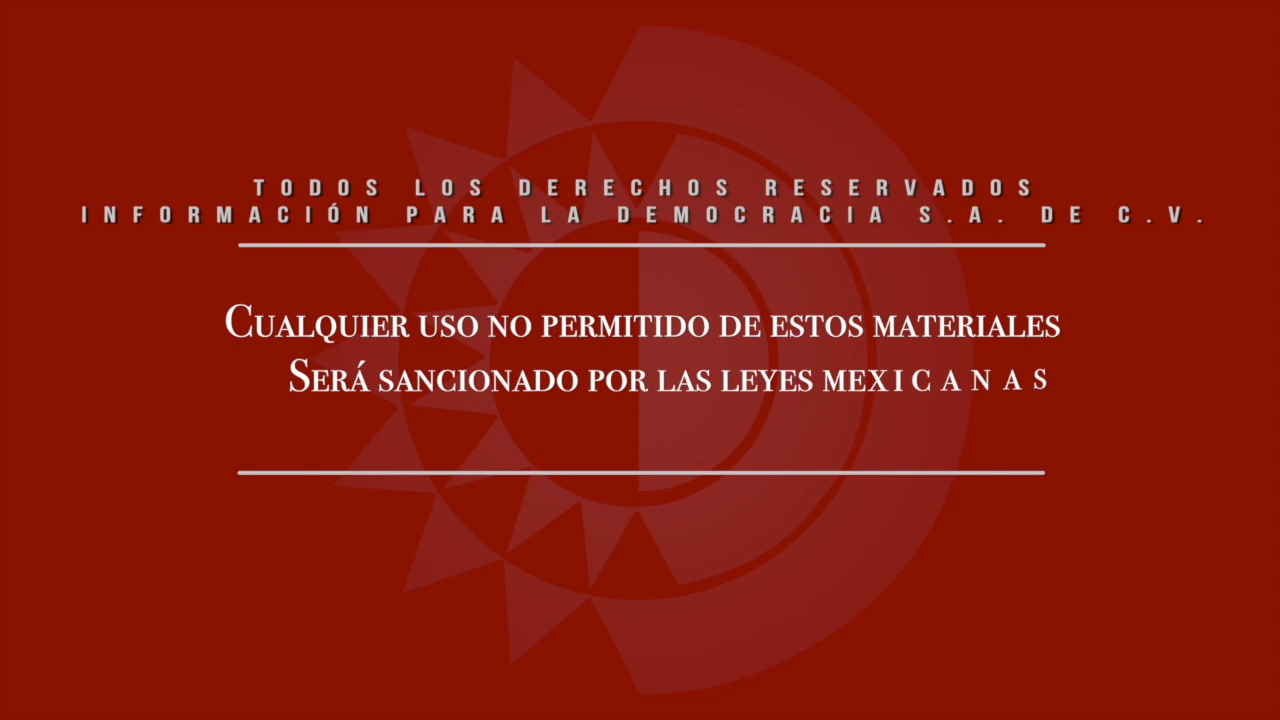 TODOS LOS DERECHOS RESERVADOS
INFORMACIÓN PARA LA DEMOCRACIA S.A. DE C.V.
CUALQUIER USO NO PERMITIDO DE ESTOS MATERIALES
SERÁ SANCIONADO POR LAS LEYES MEXICANAS